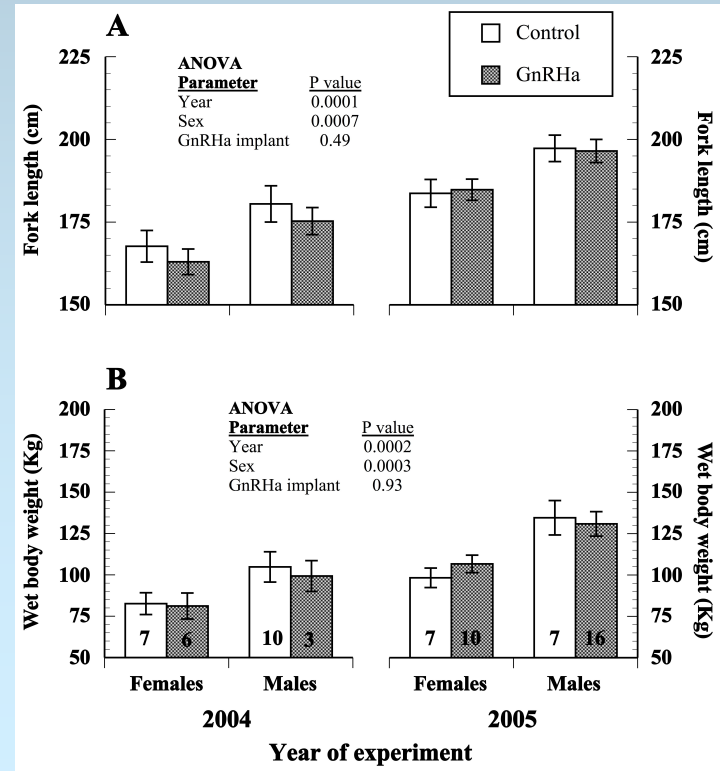 A
Control
GnRHa
ANOVA
Parameter P value
Year 0.0001
Sex 0.0007
GnRHa implant 0.49
Fork length (cm)
225
200
175
150
225
200
175
150
Fork length (cm)
B
ANOVA
Parameter P value
Year 0.0002
Sex 0.0003
GnRHa implant 0.93
Wet body weight (Kg)
200
175
150
125
100
75
50
7 6 10 3 7 10 7 16
200
175
150
125
100
75
50
Wet body weight (Kg)
Females Males Females Males
2004 2005
Year of experiment